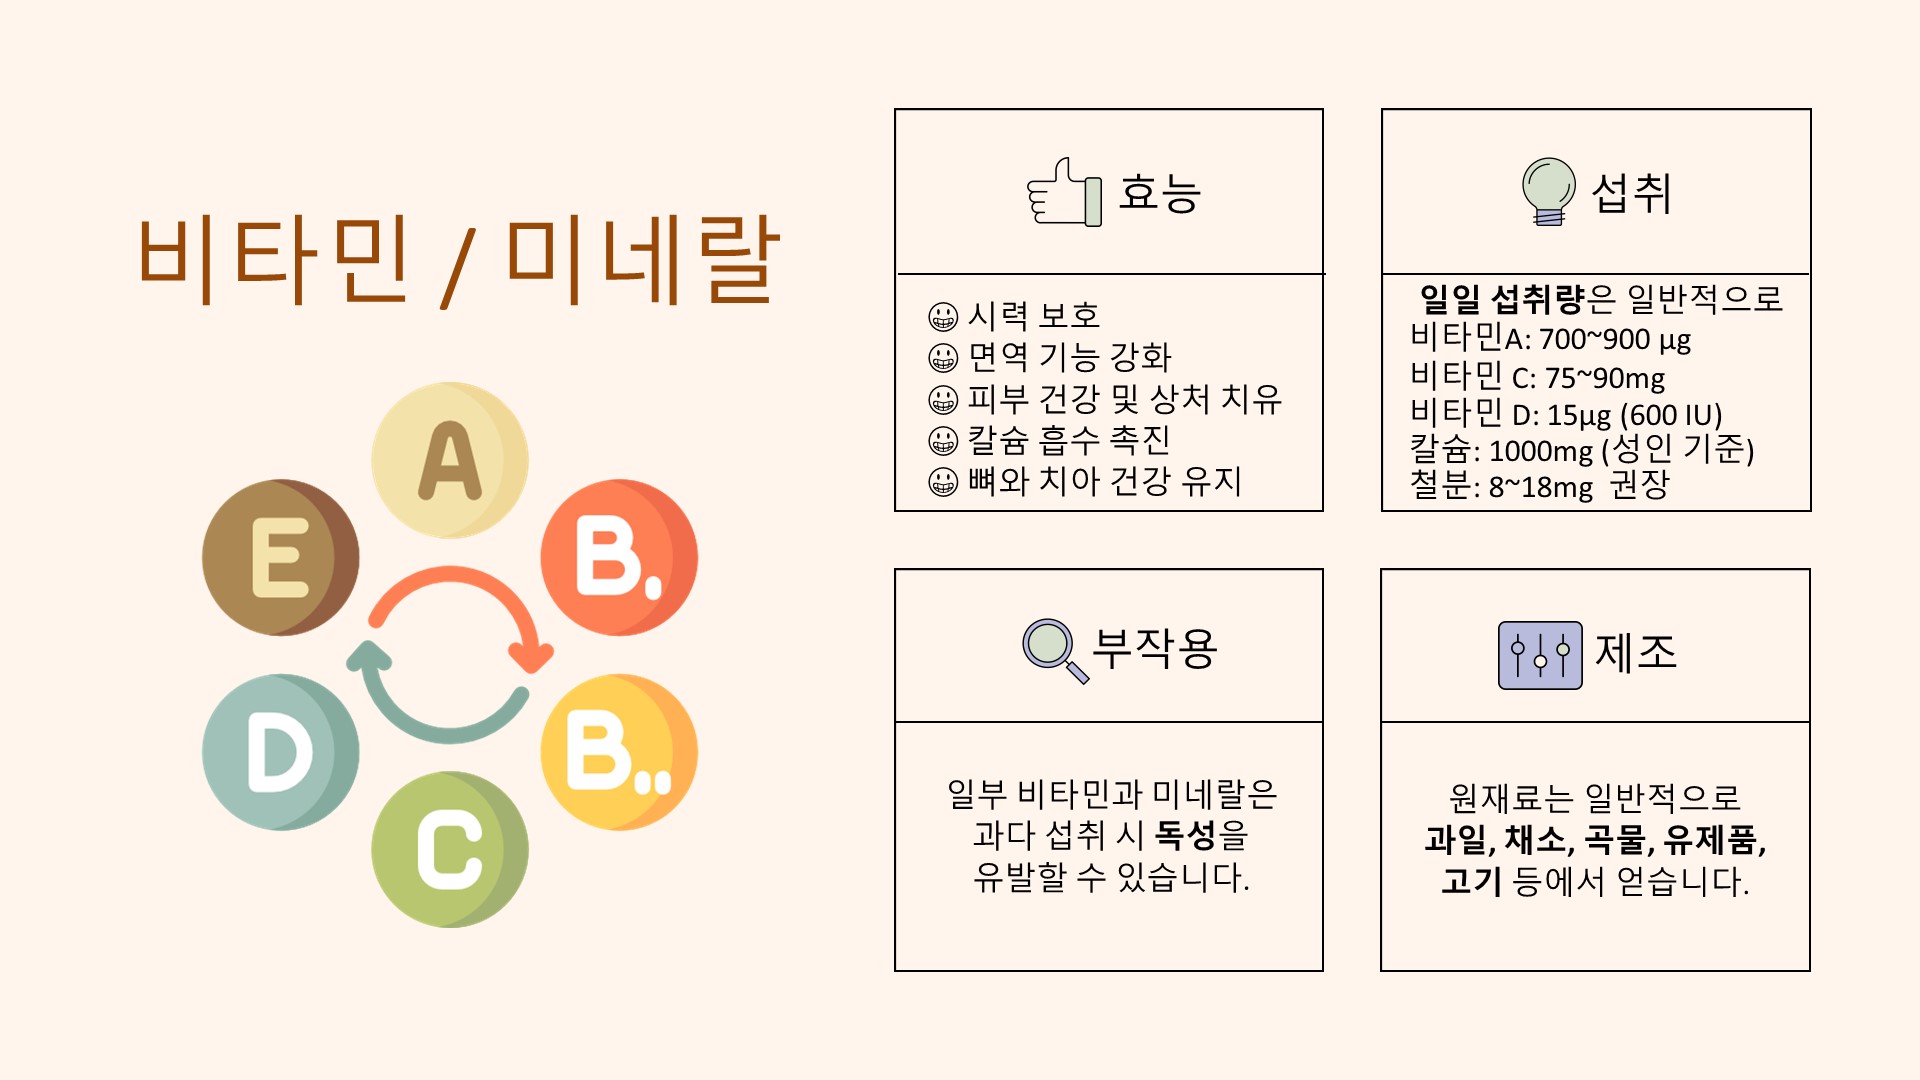 비타민 / 미네랄
A
B.
B..
C
D
E
효능
시력 보호
면역 기능 강화
피부 건강 및 상처 치유
칼슘 흡수 촉진
뼈와 치아 건강 유지
섭취
일일 섭취량은 일반적으로
비타민A: 700~900 µg
비타민 C: 75~90mg
비타민 D: 15µg (600 IU)
칼슘: 1000mg (성인 기준)
철분: 8~18mg 권장
부작용
일부 비타민과 미네랄은
과다 섭취 시 독성을
유발할 수 있습니다.
제조
원재료는 일반적으로
과일, 채소, 곡물, 유제품,
고기 등에서 얻습니다.